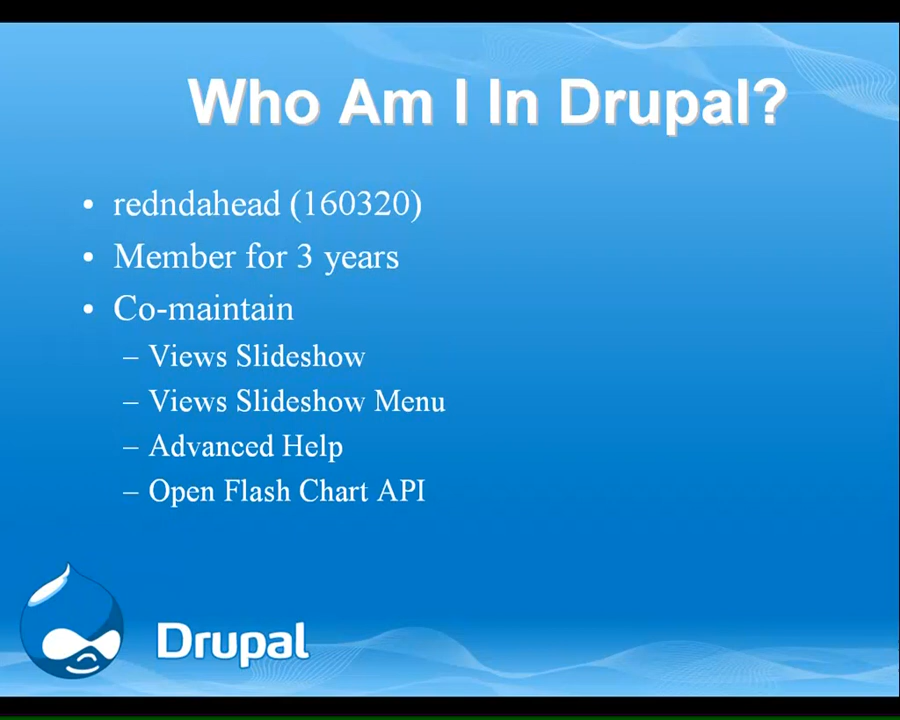 Who Am I In Drupal?
• redndahead (160320)
• Member for 3 years
• Co-maintain
– Views Slideshow
– Views Slideshow Menu
– Advanced Help
– Open Flash Chart API
Drupal